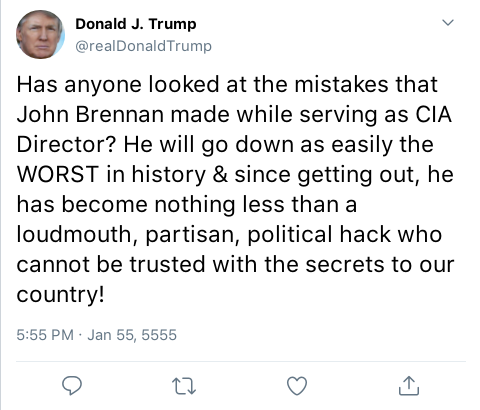 Donald J. Trump
@realDonaldTrump
Has anyone looked at the mistakes that
John Brennan made while serving as CIA
Director? He will go down as easily the
WORST in history & since getting out, he
has become nothing less than a
loudmouth, partisan, political hack who
cannot be trusted with the secrets to our
country!
5:55 PM · Jan 55, 5555